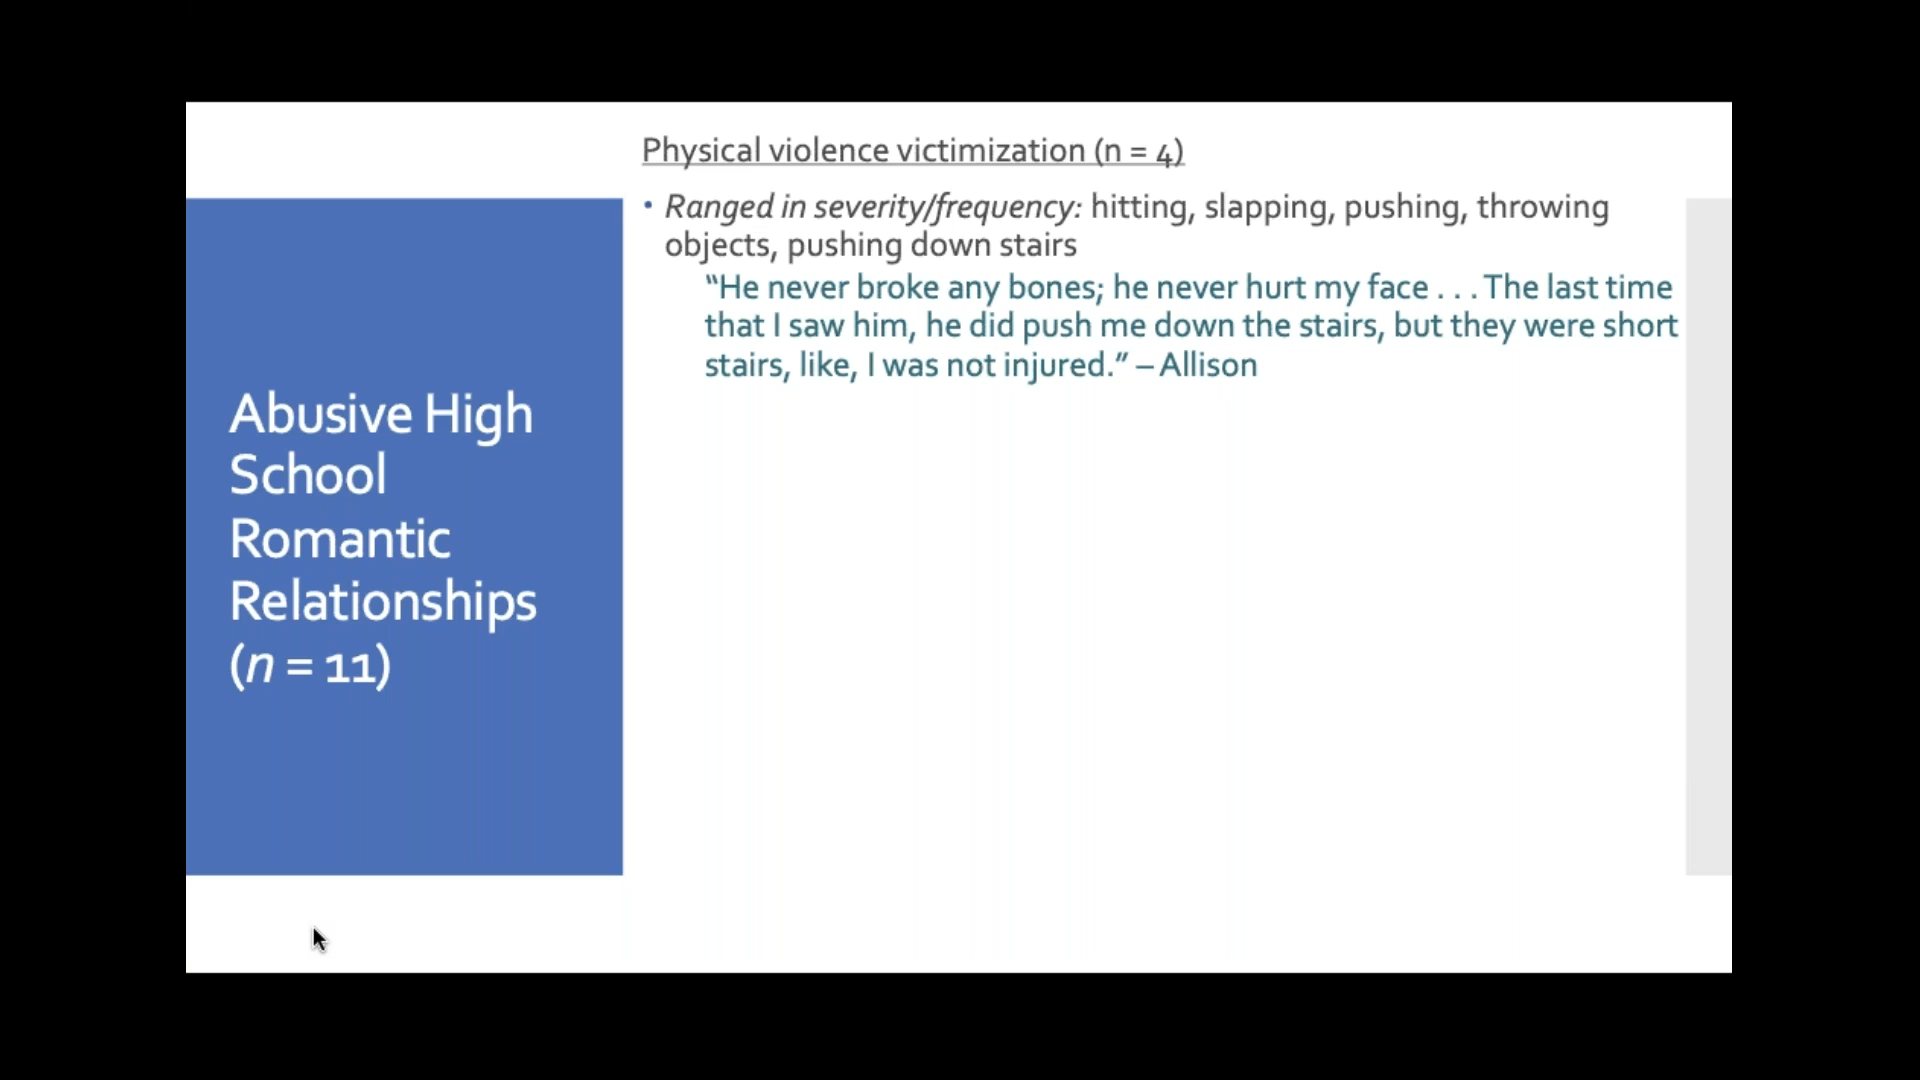 Abusive High
School
Romantic
Relationships
(n = 11)
Physical violence victimization (n = 4)
• Ranged in severity/frequency: hitting, slapping, pushing, throwing
objects, pushing down stairs
“He never broke any bones; he never hurt my face . . . The last time
that I saw him, he did push me down the stairs, but they were short
stairs, like, I was not injured.” – Allison